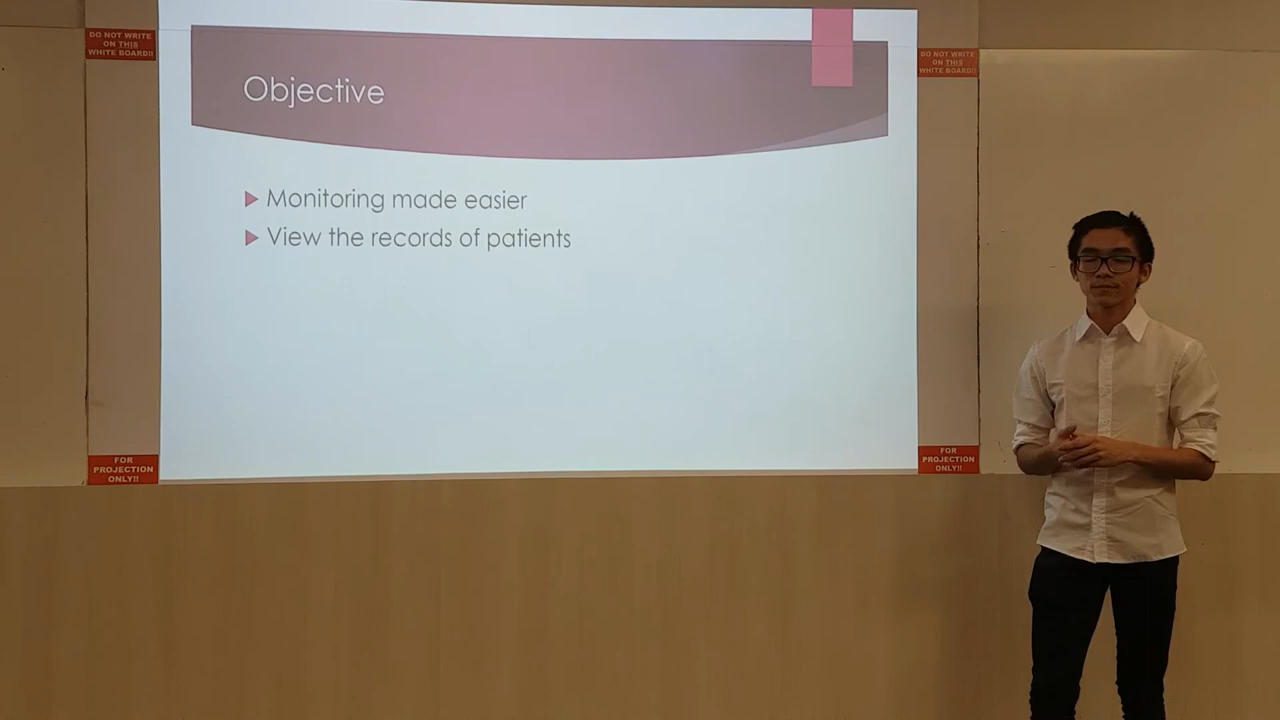 DO NOT WRITE
ON THIS
WHITE BOARD!!
Objective
Monitoring made easier
View the records of patients
DO NOT WRITE
ON THIS
WHITE BOARD!!
FOR
PROJECTION
ONLY!!
FOR
PROJECTION
ONLY!!